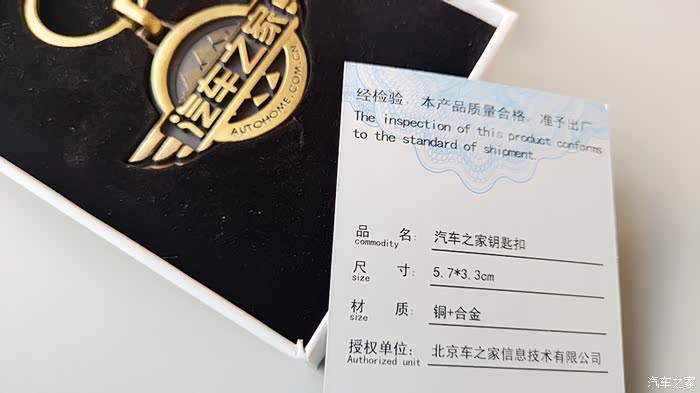 汽车之家
AUTOHOME.COM.CN
经检验，本产品质量合格，准予出厂
The inspection of this product conforms
to the standard of shipment.
品 名： 汽车之家钥匙扣
commodity
尺 寸： 5.7*3.3cm
size
材 质： 铜+合金
size
授权单位： 北京车之家信息技术有限公司
Authorized unit
汽车之家